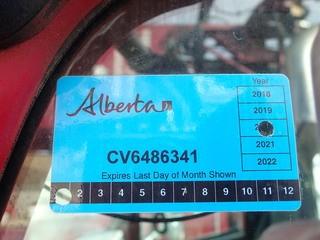 Year
Alberta
2018
2019
2021
CV6486341
2022
Expires Last Day of Month Shown
2 3 4 5 6 7 8 9 10 11 12